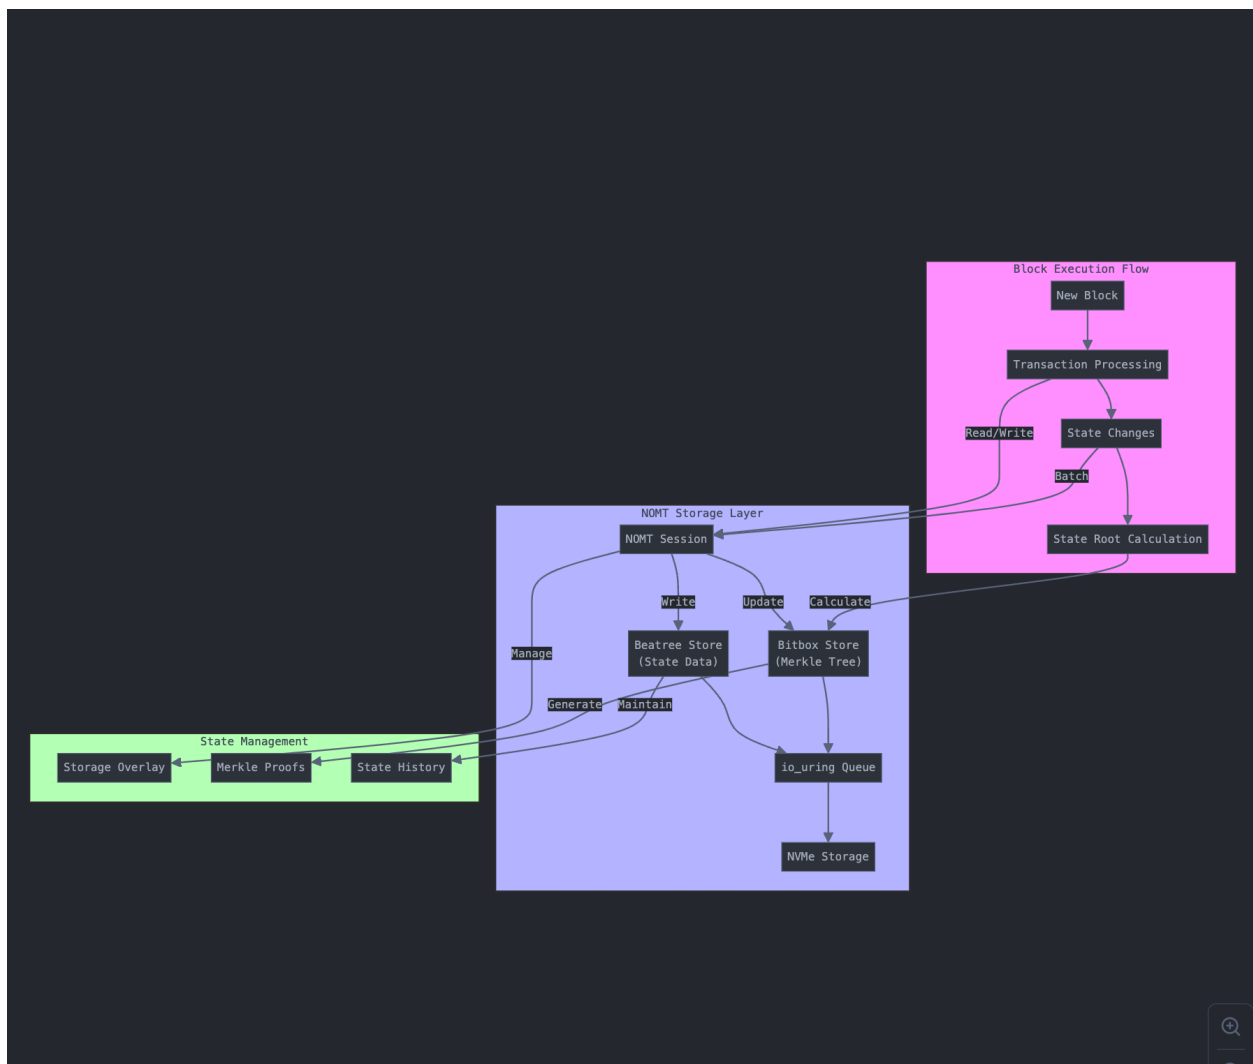 Block Execution Flow
New Block
Transaction Processing
Read/Write
State Changes
Batch
State Root Calculation
NOMT Storage Layer
NOMT Session
Write
Update
Calculate
Manage
Beatree Store
(State Data)
Bitbox Store
(Merkle Tree)
Generate
Maintain
State Management
Storage Overlay
Merkle Proofs
State History
io_uring Queue
NVMe Storage